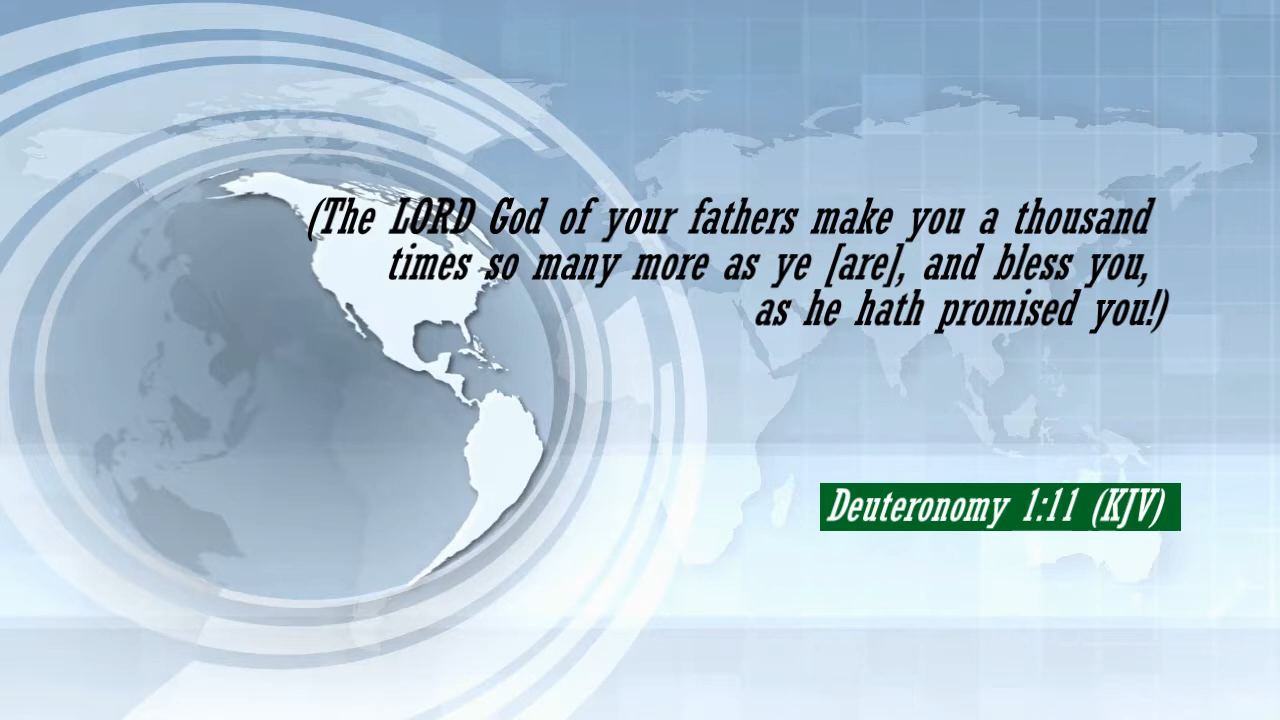 (The LORD God of your fathers make you a thousand
times so many more as ye [are], and bless you,
as he hath promised you!)
Deuteronomy 1:11 (KJV)